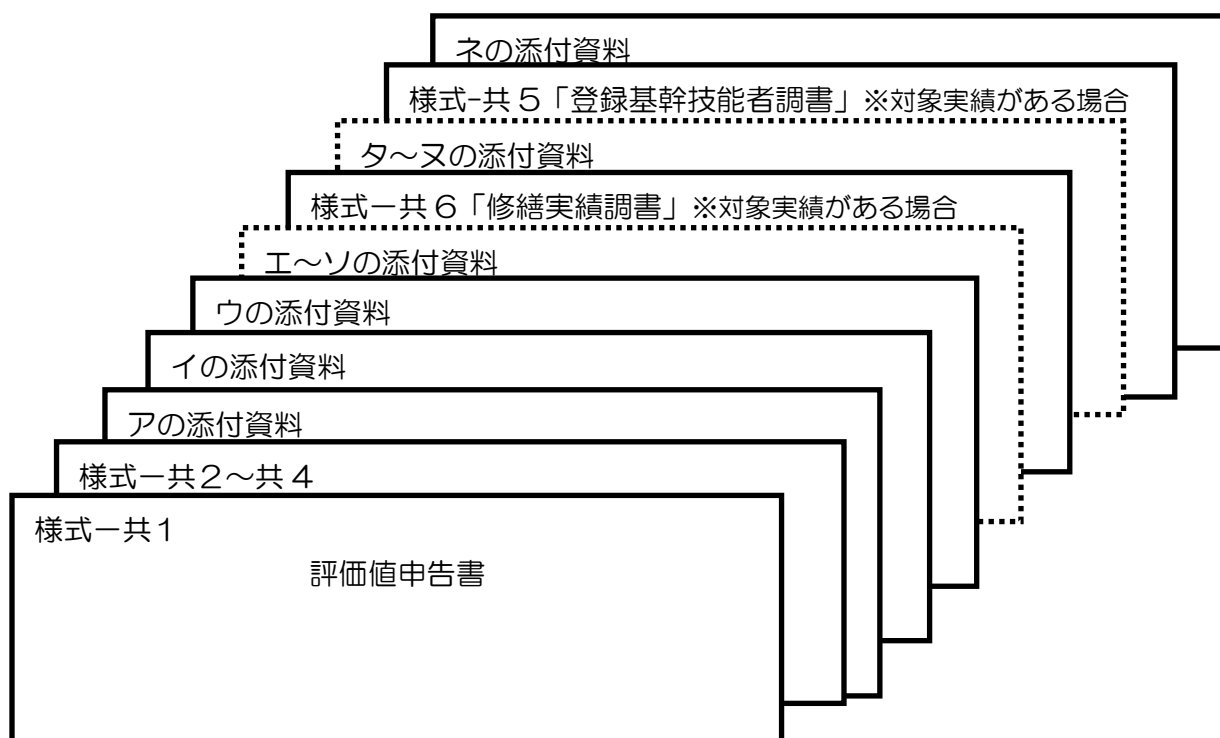 ネの添付資料
様式-共５「登録基幹技能者調書」※対象実績がある場合
タ～ヌの添付資料
様式－共６「修繕実績調書」※対象実績がある場合
エ～ソの添付資料
ウの添付資料
イの添付資料
アの添付資料
様式－共２～共４
様式－共１
評価値申告書